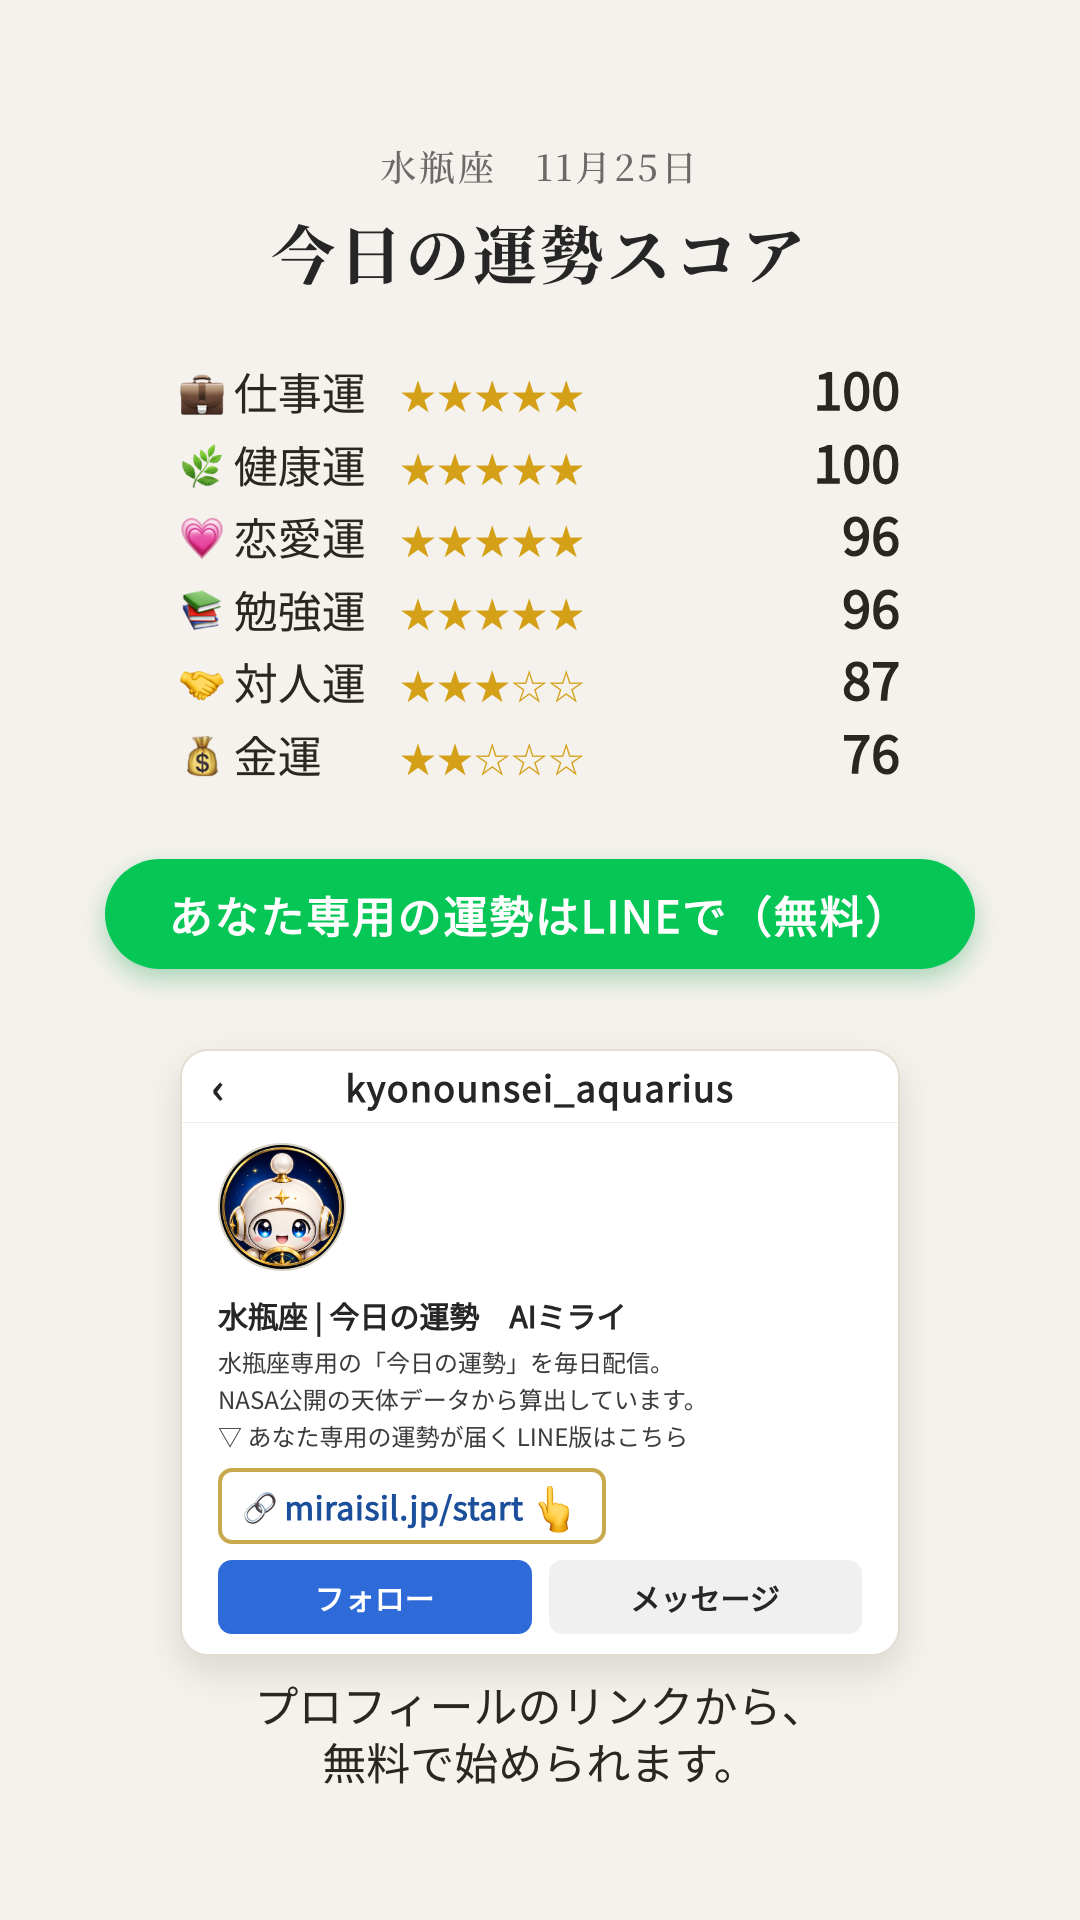 水瓶座　11月25日
今日の運勢スコア
💼 仕事運 ★★★★★ 100
🌿 健康運 ★★★★★ 100
💗 恋愛運 ★★★★★ 96
📚 勉強運 ★★★★★ 96
🤝 対人運 ★★★☆☆ 87
💰 金運 ★★☆☆☆ 76
あなた専用の運勢はLINEで（無料）
‹ kyonounsei_aquarius
水瓶座 | 今日の運勢　AIミライ
水瓶座専用の「今日の運勢」を毎日配信。
NASA公開の天体データから算出しています。
▽ あなた専用の運勢が届く LINE版はこちら
🔗 miraisil.jp/start 👆
フォロー メッセージ
プロフィールのリンクから、
無料で始められます。